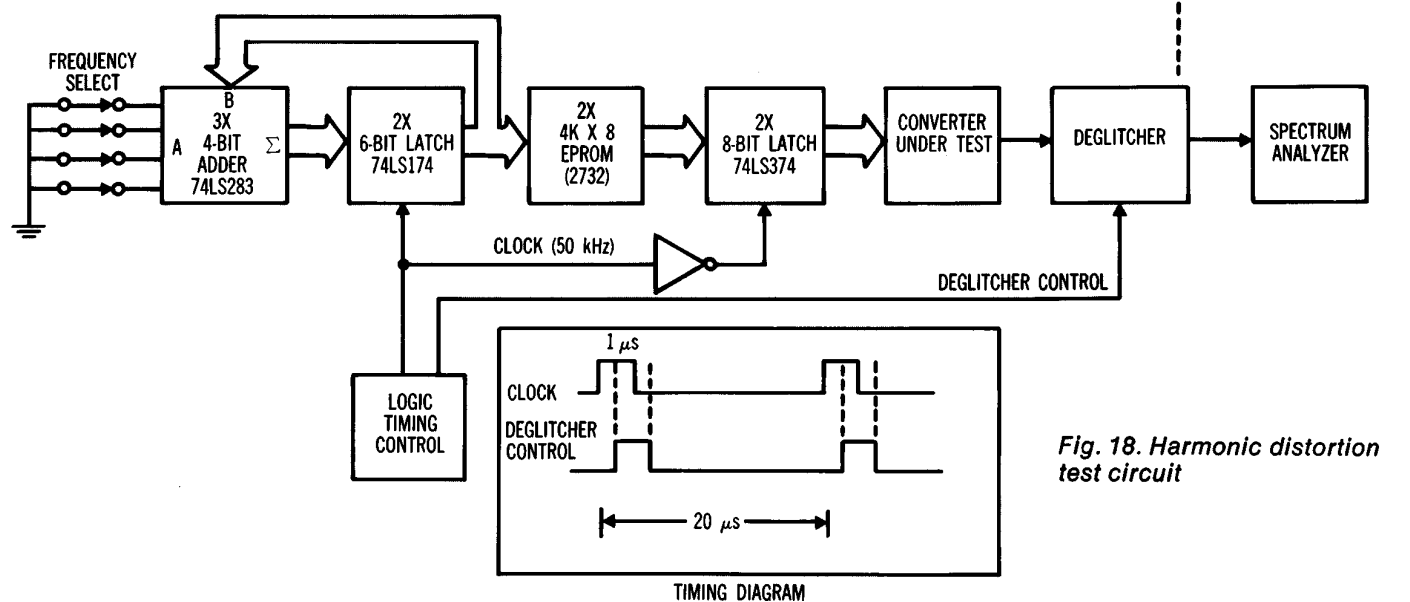 FREQUENCY
SELECT
A
B
3X
4-BIT
ADDER
74LS283
Σ
2X
6-BIT LATCH
74LS174
2X
4K X 8
EPROM
(2732)
2X
8-BIT LATCH
74LS374
CONVERTER
UNDER TEST
DEGLITCHER
SPECTRUM
ANALYZER
CLOCK (50 kHz)
DEGLITCHER CONTROL
LOGIC
TIMING
CONTROL
1 μs
CLOCK
DEGLITCHER
CONTROL
20 μs
TIMING DIAGRAM
Fig. 18. Harmonic distortion
test circuit